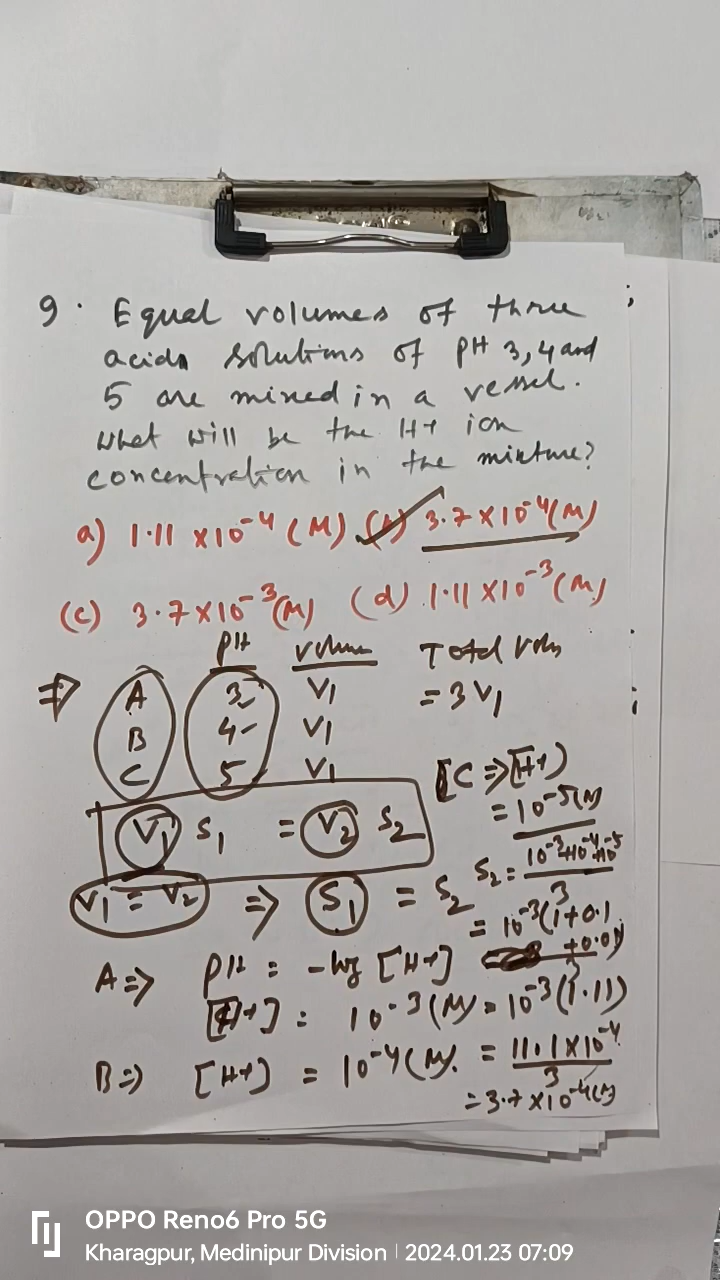 9. Equal volumes of three
acids solutions of pH 3, 4 and
5 are mixed in a vessel.
What will be the H+ ion
concentration in the mixture?
a) 1.11 × 10⁻⁴ (M) (b) 3.7 × 10⁻⁴ (M)
(c) 3.7 × 10⁻³ (M) (d) 1.11 × 10⁻³ (M)
pH volume Total Volm
⇒ A 3 V₁ = 3V₁
B 4 V₁
C 5 V₁
[C ⇒ [H+)
= 10⁻⁵ (M)
V₁ S₁ = V₂ S₂
S₂ = 10⁻³+10⁻⁴+10⁻⁵ / 3
V₁ = V₂ ⇒ S₁ = S₂
= 10⁻³(1+0.1
+0.01) / 3
A ⇒ pH = -log [H+]
[H+] = 10⁻³ (M) = 10⁻³(1.11)
B ⇒ [H+] = 10⁻⁴ (M). = 11.1 × 10⁻⁴ / 3
= 3.7 × 10⁻⁴ (M)
OPPO Reno6 Pro 5G
Kharagpur, Medinipur Division | 2024.01.23 07:09